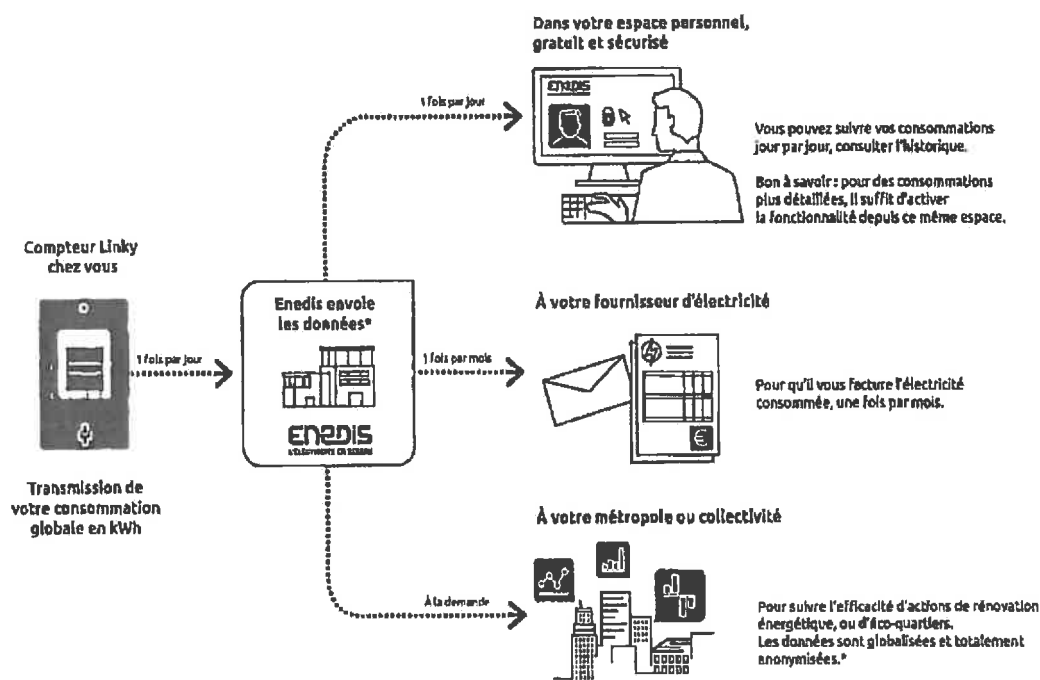 Dans votre espace personnel,
gratuit et sécurisé
1 fois par jour
ENEDIS
Vous pouvez suivre vos consommations
jour par jour, consulter l'historique.
Bon à savoir : pour des consommations
plus détaillées, il suffit d'activer
la fonctionnalité depuis ce même espace.
Compteur Linky
chez vous
1 fois par jour
Transmission de
votre consommation
globale en kWh
Enedis envoie
les données*
ENEDIS
L'ÉLECTRICITÉ EN RÉSEAU
1 fois par mois
À votre fournisseur d'électricité
€
Pour qu'il vous facture l'électricité
consommée, une fois par mois.
À la demande
À votre métropole ou collectivité
Pour suivre l'efficacité d'actions de rénovation
énergétique, ou d'éco-quartiers.
Les données sont globalisées et totalement
anonymisées.*